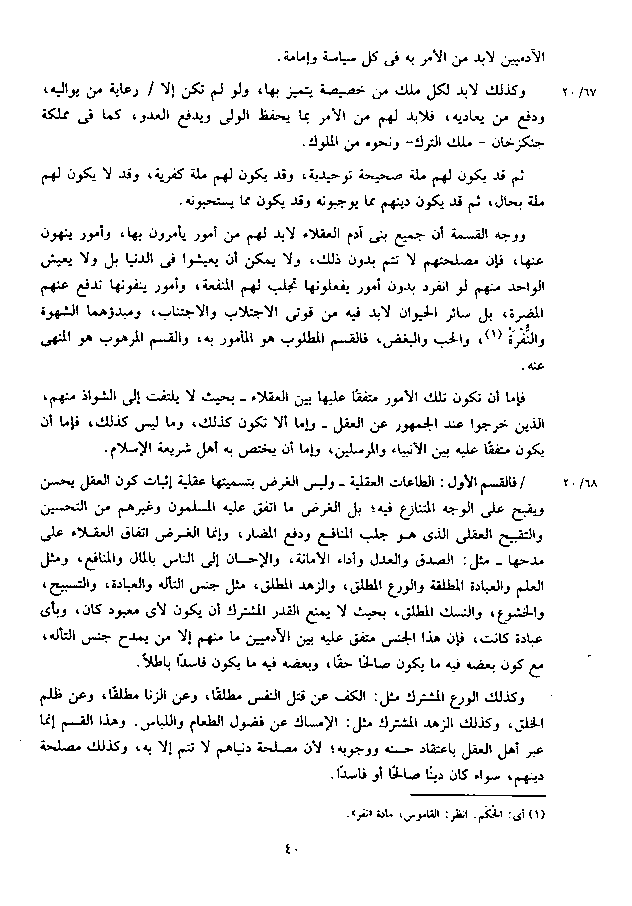 الآدميين لابد من الأمر به فى كل سياسة وإمامة.
٢٠/٦٧ وكذلك لابد لكل ملك من خصيصة يتميز بها، ولو لم تكن إلا / رعاية من يواليه،
ودفع من يعاديه، فلابد لهم من الأمر بما يحفظ الولى ويدفع العدو، كما فى مملكة
جنكزخان - ملك الترك- ونحوه من الملوك.
ثم قد يكون لهم ملة صحيحة توحيدية، وقد يكون لهم ملة كفرية، وقد لا يكون لهم
ملة بحال، ثم قد يكون دينهم مما يوجبونه وقد يكون مما يستحبونه.
ووجه القسمة أن جميع بنى آدم العقلاء لابد لهم من أمور يأمرون بها، وأمور ينهون
عنها، فإن مصلحتهم لا تتم بدون ذلك، ولا يمكن أن يعيشوا فى الدنيا بل ولا يعيش
الواحد منهم لو انفرد بدون أمور يفعلونها تجلب لهم المنفعة، وأمور ينفونها تدفع عنهم
المضرة، بل سائر الحيوان لابد فيه من قوتى الاجتلاب والاجتناب، ومبدؤهما الشهوة
والنُّفْرَة (١)، والحب والبغض، فالقسم المطلوب هو المأمور به، والقسم المرهوب هو المنهى
عنه.
فإما أن تكون تلك الأمور متفقًا عليها بين العقلاء ـ بحيث لا يلتفت إلى الشواذ منهم،
الذين خرجوا عند الجمهور عن العقل ـ وإما ألا تكون كذلك، وما ليس كذلك، فإما أن
يكون متفقًا عليه بين الأنبياء والمرسلين، وإما أن يختص به أهل شريعة الإسلام.
٢٠/٦٨ / فالقسم الأول: الطاعات العقلية ـ وليس الغرض بتسميتها عقلية إثبات كون العقل يحسن
ويقبح على الوجه المتنازع فيه؛ بل الغرض ما اتفق عليه المسلمون وغيرهم من التحسين
والتقبيح العقلى الذى هو جلب المنافع ودفع المضار، وإنما الغرض اتفاق العقلاء على
مدحها ـ مثل: الصدق والعدل وأداء الأمانة، والإحسان إلى الناس بالمال والمنافع، ومثل
العلم والعبادة المطلقة والورع المطلق، والزهد المطلق، مثل جنس التأله والعبادة، والتسبيح،
والخشوع، والنسك المطلق، بحيث لا يمنع القدر المشترك أن يكون لأى معبود كان، وبأى
عبادة كانت، فإن هذا الجنس متفق عليه بين الآدميين ما منهم إلا من يمدح جنس التأله،
مع كون بعضه فيه ما يكون صالحًا حقًا، وبعضه فيه ما يكون فاسدًا باطلاً.
وكذلك الورع المشترك مثل: الكف عن قتل النفس مطلقًا، وعن الزنا مطلقًا، وعن ظلم
الخلق، وكذلك الزهد المشترك مثل: الإمساك عن فضول الطعام واللباس. وهذا القسم إنما
عبر أهل العقل باعتقاد حسنه ووجوبه؛ لأن مصلحة دنياهم لا تتم إلا به، وكذلك مصلحة
دينهم، سواء كان دينًا صالحًا أو فاسدًا.
(١) أى: الحُكْم. انظر: القاموس، مادة «نفر».
٤٠